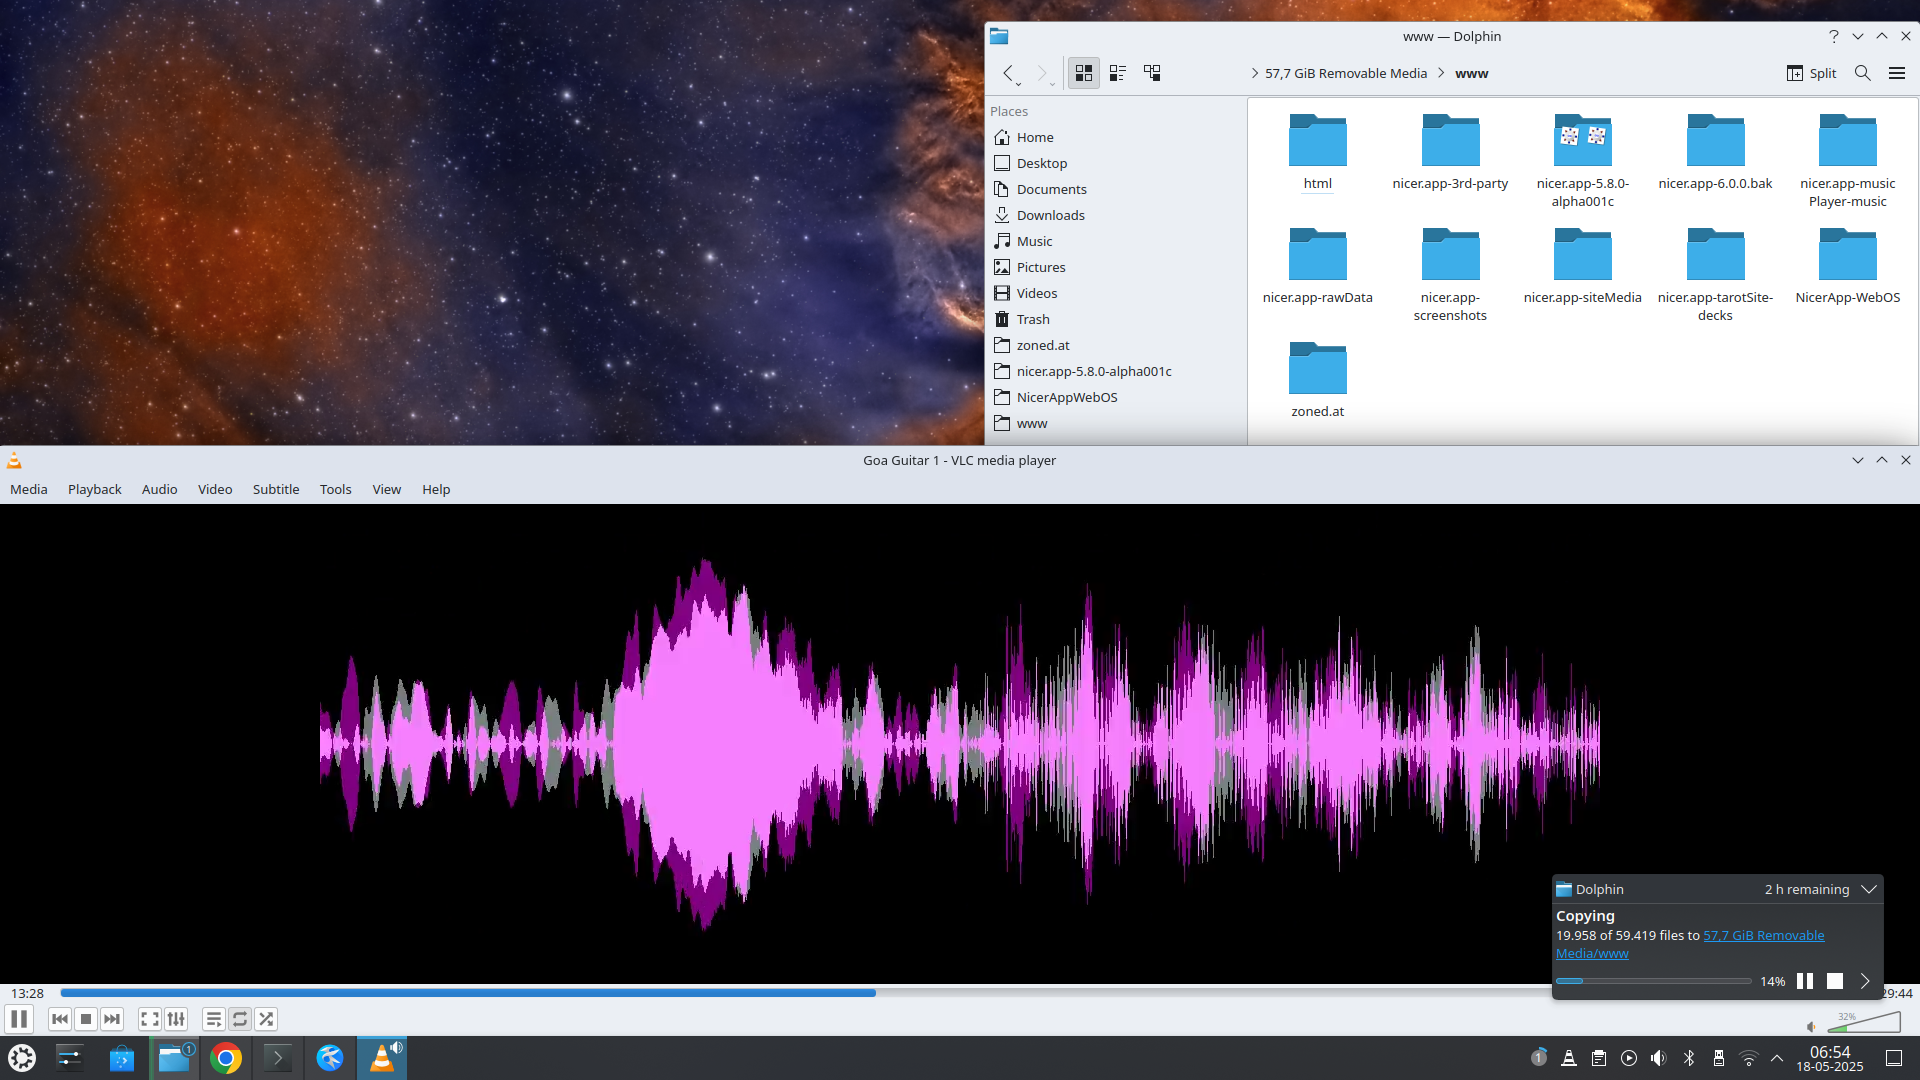 www — Dolphin
57,7 GiB Removable Media
www
Split
Places
Home
Desktop
Documents
Downloads
Music
Pictures
Videos
Trash
zoned.at
nicer.app-5.8.0-alpha001c
NicerAppWebOS
www
html
nicer.app-3rd-party
nicer.app-5.8.0-
alpha001c
nicer.app-6.0.0.bak
nicer.app-music
Player-music
nicer.app-rawData
nicer.app-
screenshots
nicer.app-siteMedia
nicer.app-tarotSite-
decks
NicerApp-WebOS
zoned.at
Goa Guitar 1 - VLC media player
Media Playback Audio Video Subtitle Tools View Help
Dolphin
2 h remaining
Copying
19.958 of 59.419 files to 57,7 GiB Removable
Media/www
14%
13:28
29:44
32%
1
1
06:54
18-05-2025